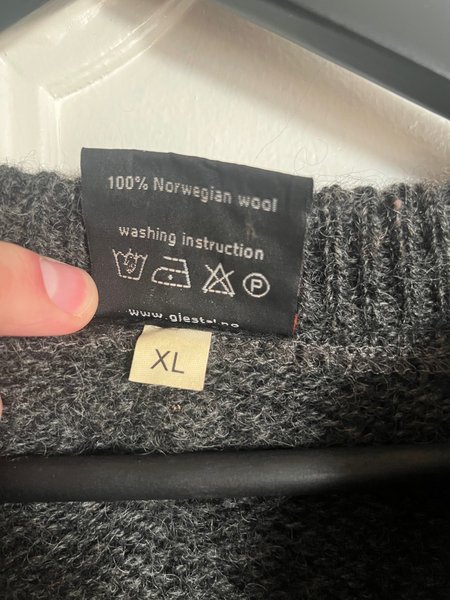 100% Norwegian wool
washing instruction
P
XL